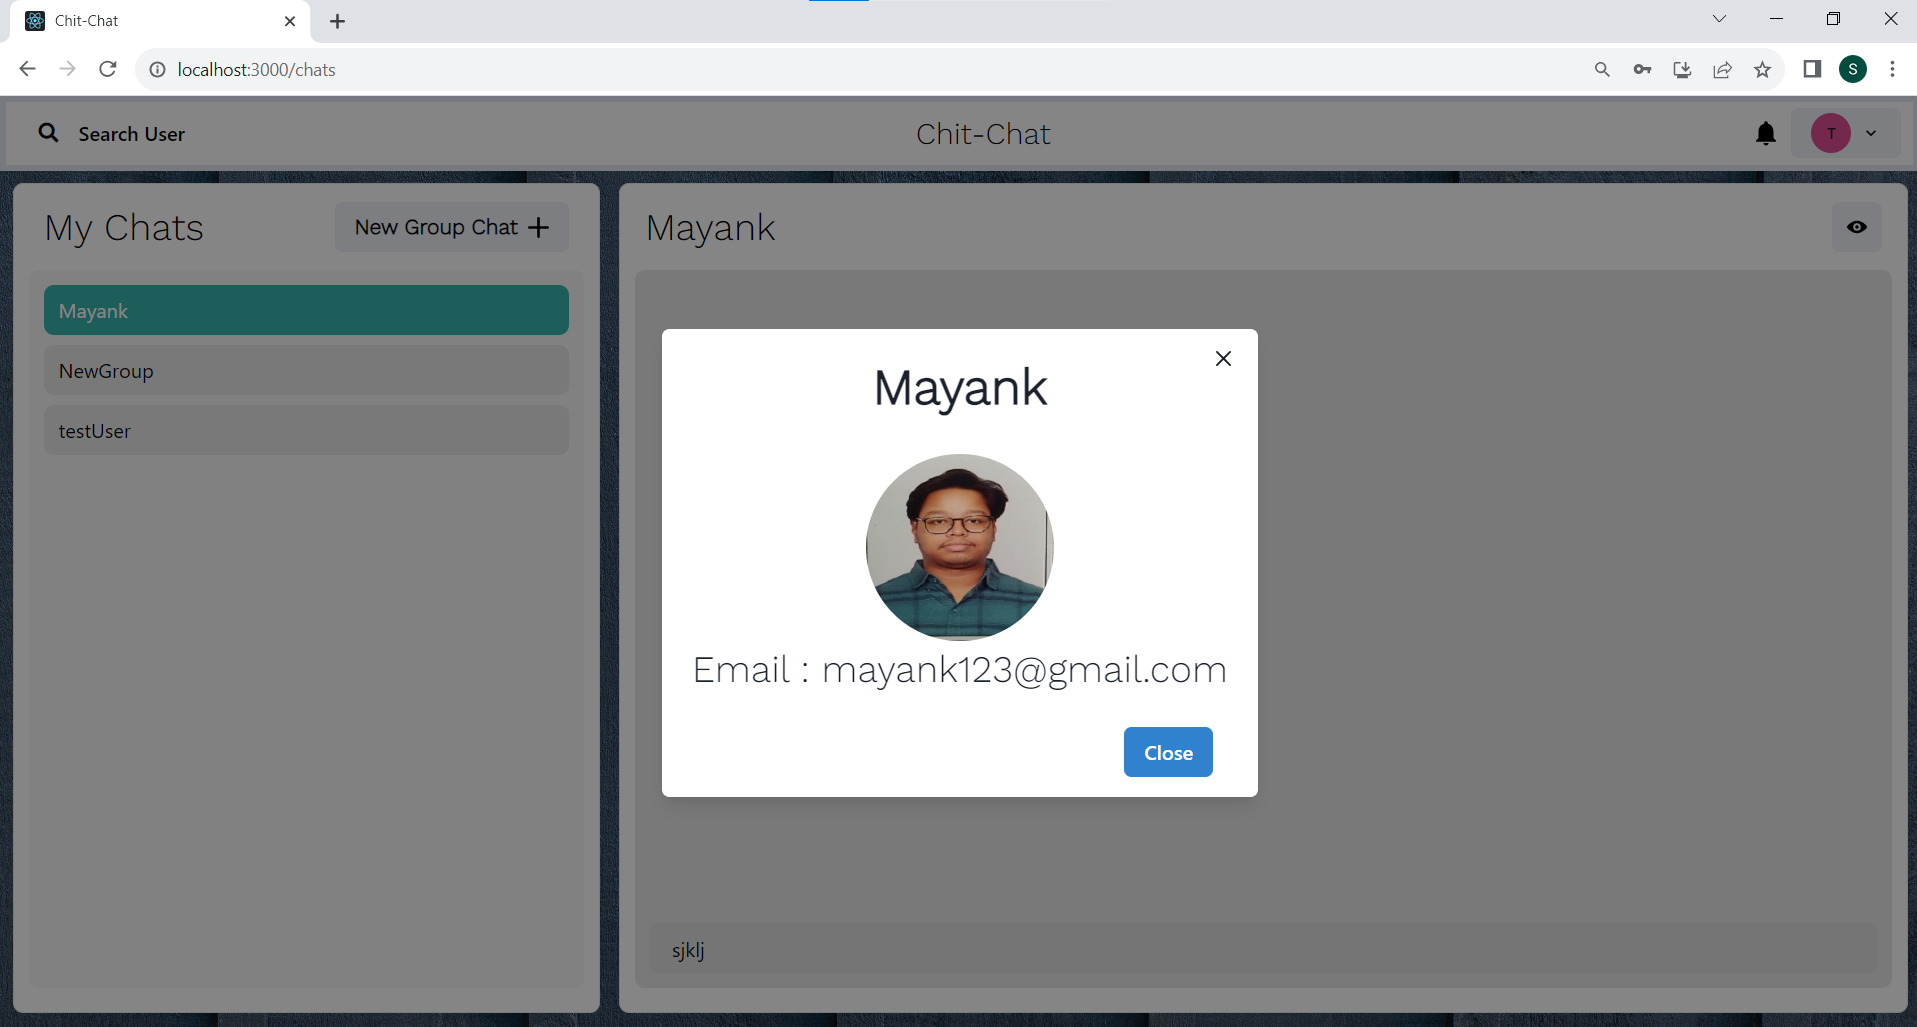 Chit-Chat
localhost:3000/chats
S
Search User
Chit-Chat
T
My Chats
New Group Chat
Mayank
NewGroup
testUser
Mayank
Mayank
Email : mayank123@gmail.com
Close
sjklj